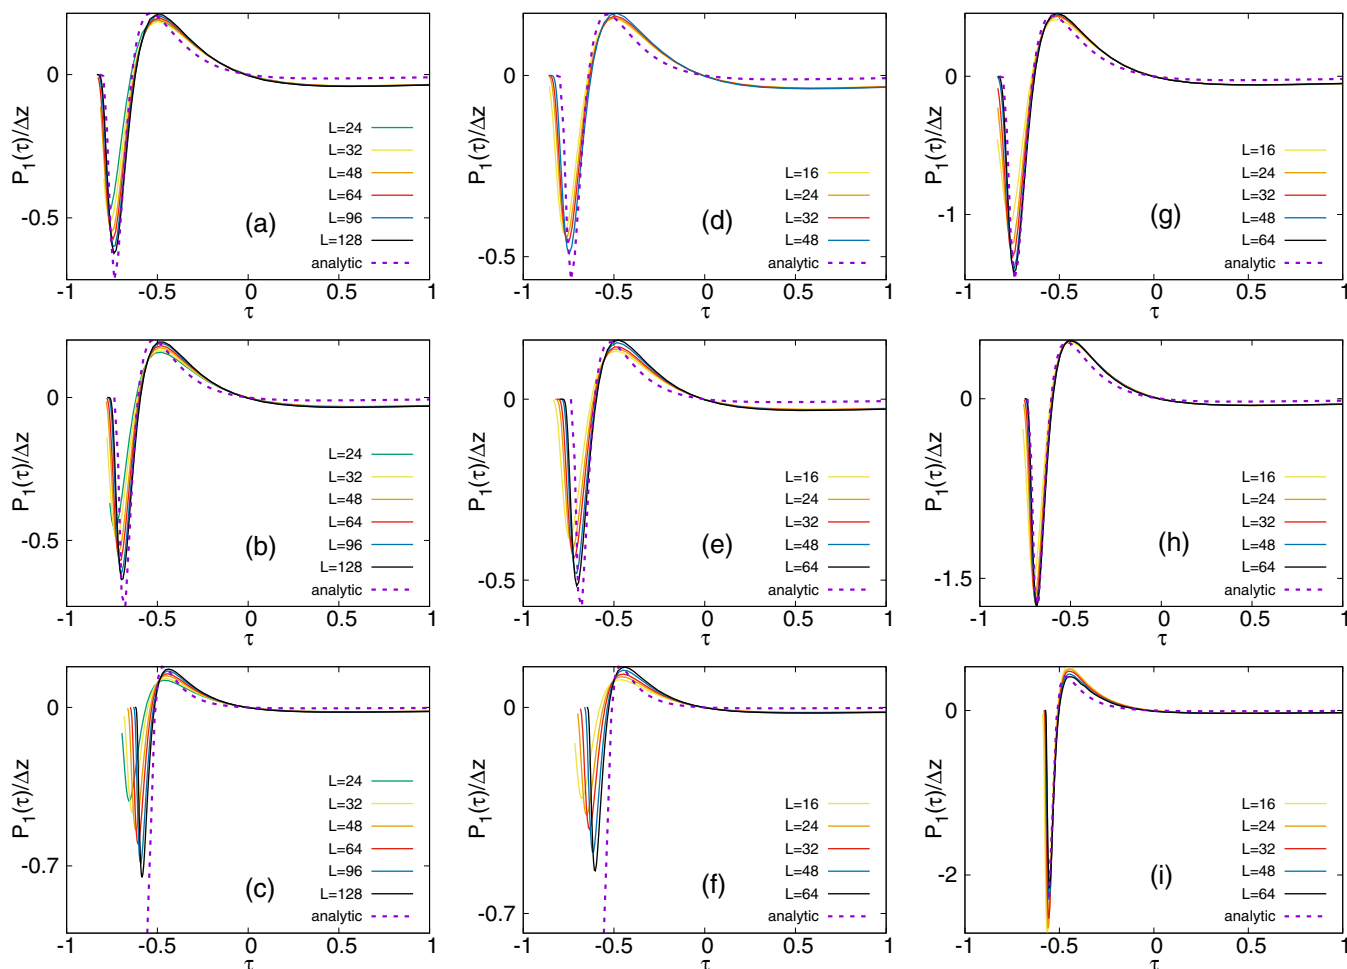 P₁(τ)/Δz
0
-0.5
L=24
L=32
L=48
L=64
L=96
L=128
analytic
(a)
-1
-0.5
0
0.5
1
τ
P₁(τ)/Δz
0
-0.5
L=16
L=24
L=32
L=48
analytic
(d)
-1
-0.5
0
0.5
1
τ
P₁(τ)/Δz
0
-1
L=16
L=24
L=32
L=48
L=64
analytic
(g)
-1
-0.5
0
0.5
1
τ
P₁(τ)/Δz
0
-0.5
L=24
L=32
L=48
L=64
L=96
L=128
analytic
(b)
-1
-0.5
0
0.5
1
τ
P₁(τ)/Δz
0
-0.5
L=16
L=24
L=32
L=48
L=64
analytic
(e)
-1
-0.5
0
0.5
1
τ
P₁(τ)/Δz
0
-1.5
L=16
L=24
L=32
L=48
L=64
analytic
(h)
-1
-0.5
0
0.5
1
τ
P₁(τ)/Δz
0
-0.7
L=24
L=32
L=48
L=64
L=96
L=128
analytic
(c)
-1
-0.5
0
0.5
1
τ
P₁(τ)/Δz
0
-0.7
L=16
L=24
L=32
L=48
L=64
analytic
(f)
-1
-0.5
0
0.5
1
τ
P₁(τ)/Δz
0
-2
L=16
L=24
L=32
L=48
L=64
analytic
(i)
-1
-0.5
0
0.5
1
τ